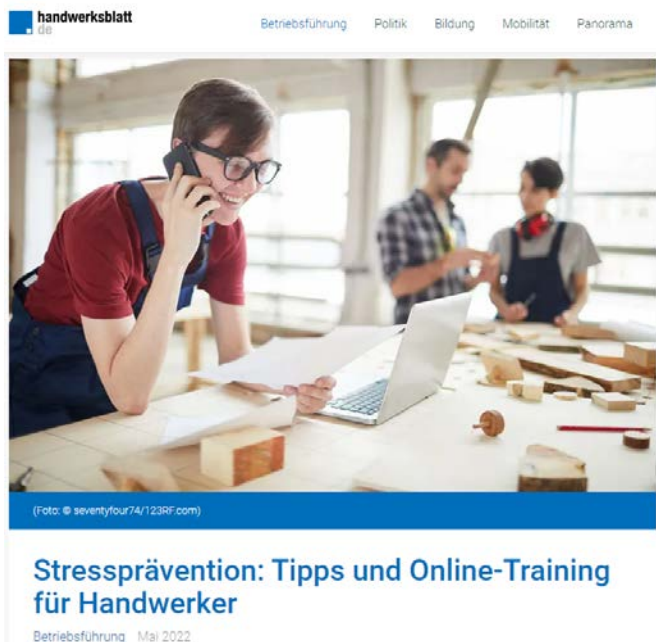 handwerksblatt
de
Betriebsführung Politik Bildung Mobilität Panorama
(Foto: © seventyfour74/123RF.com)
Stressprävention: Tipps und Online-Training
für Handwerker
Betriebsführung Mai 2022